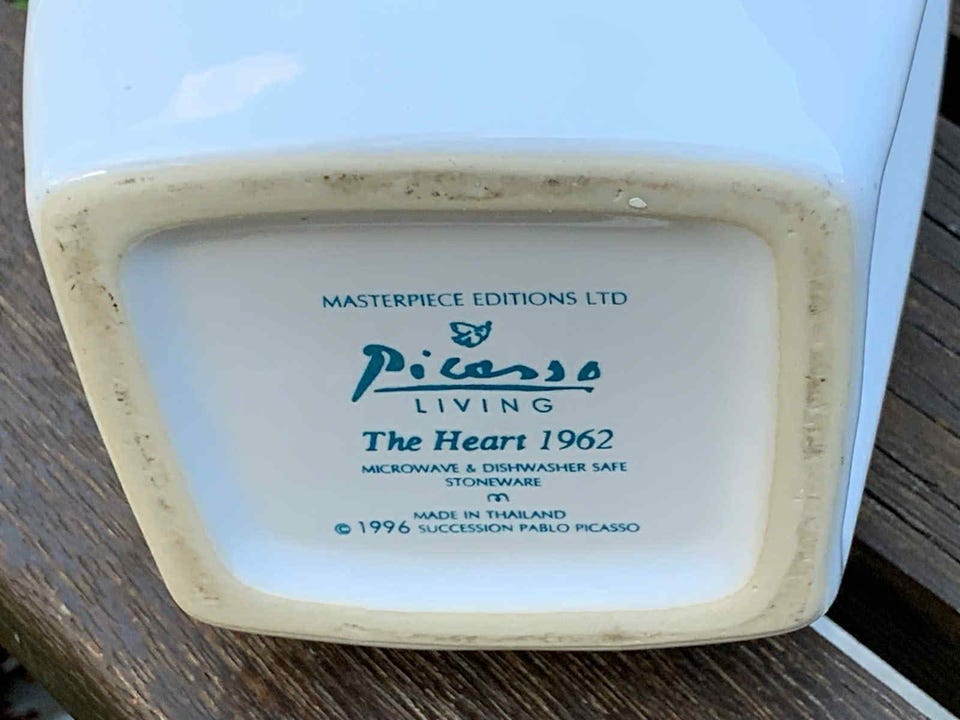 MASTERPIECE EDITIONS LTD
Picasso
LIVING
The Heart 1962
MICROWAVE & DISHWASHER SAFE
STONEWARE
m
MADE IN THAILAND
© 1996 SUCCESSION PABLO PICASSO